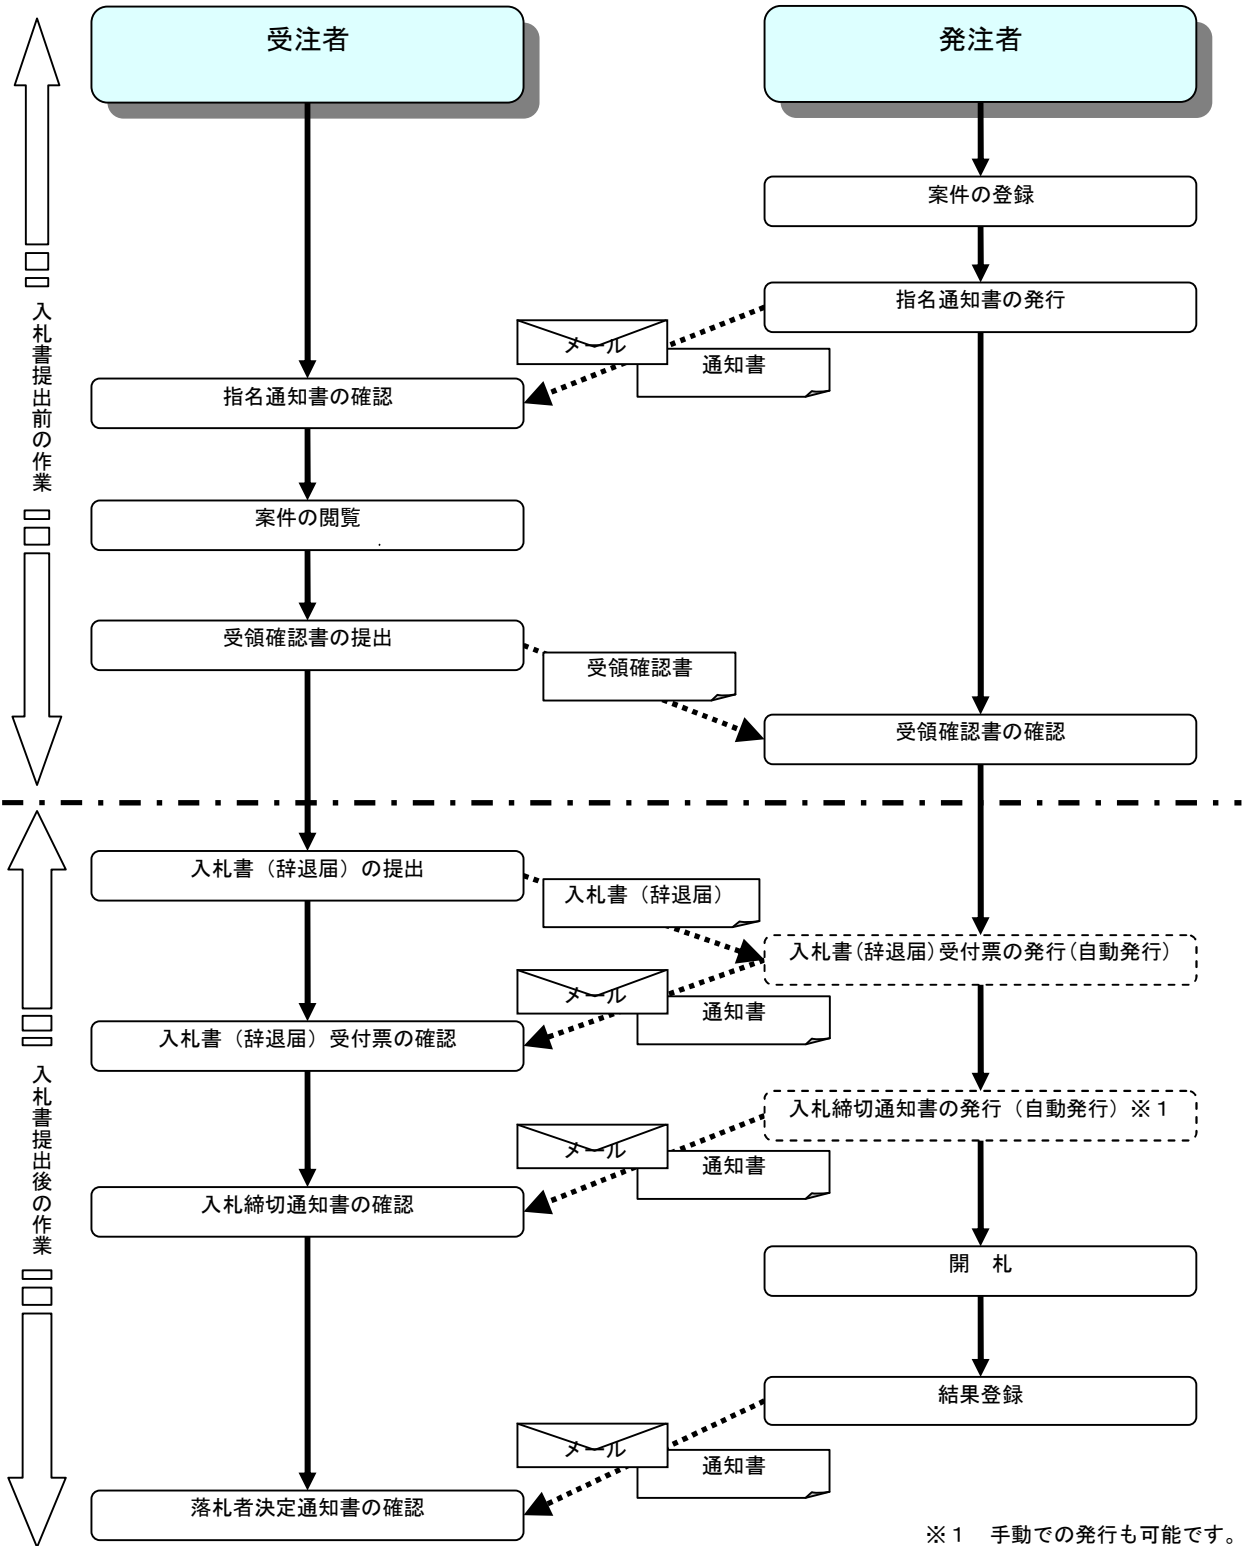 受注者
発注者
案件の登録
指名通知書の発行
メール
通知書
指名通知書の確認
入札書提出前の作業
案件の閲覧
受領確認書の提出
受領確認書
受領確認書の確認
入札書（辞退届）の提出
入札書（辞退届）
入札書(辞退届)受付票の発行(自動発行)
メール
通知書
入札書（辞退届）受付票の確認
入札書提出後の作業
入札締切通知書の発行（自動発行）※１
メール
通知書
入札締切通知書の確認
開　札
結果登録
メール
通知書
落札者決定通知書の確認
※１　手動での発行も可能です。